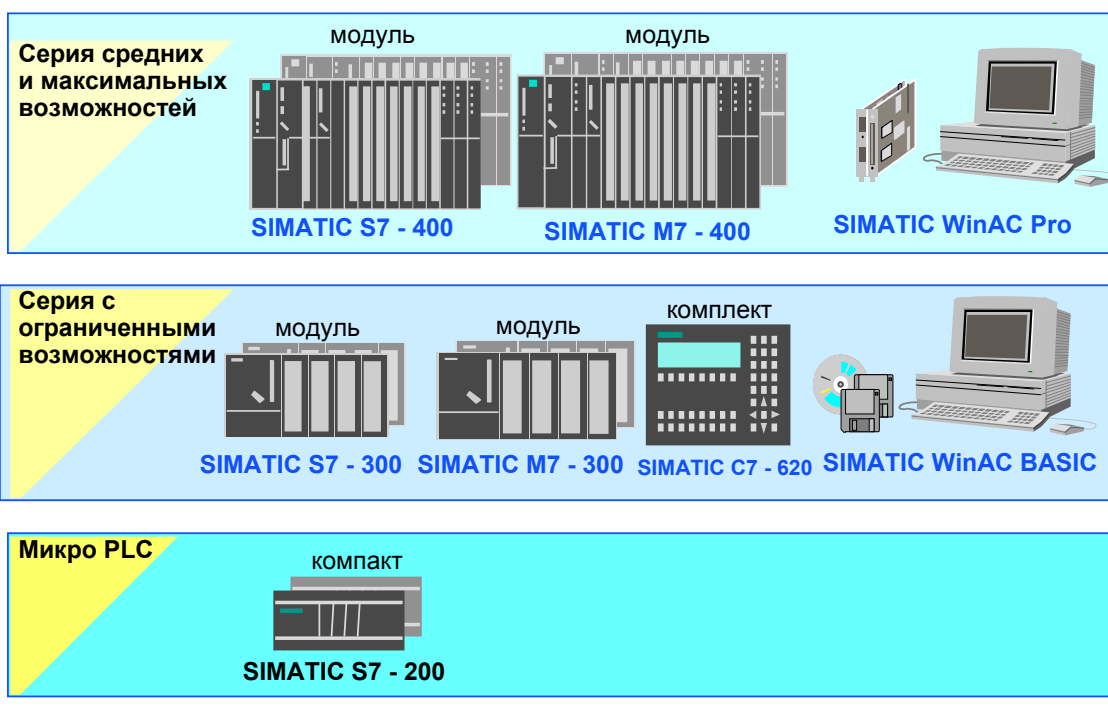 Серия средних
и максимальных
возможностей
модуль
модуль
SIMATIC S7 - 400
SIMATIC M7 - 400
SIMATIC WinAC Pro
Серия с
ограниченными
возможностями
модуль
модуль
комплект
SIMATIC S7 - 300
SIMATIC M7 - 300
SIMATIC C7 - 620
SIMATIC WinAC BASIC
Микро PLC
компакт
SIMATIC S7 - 200